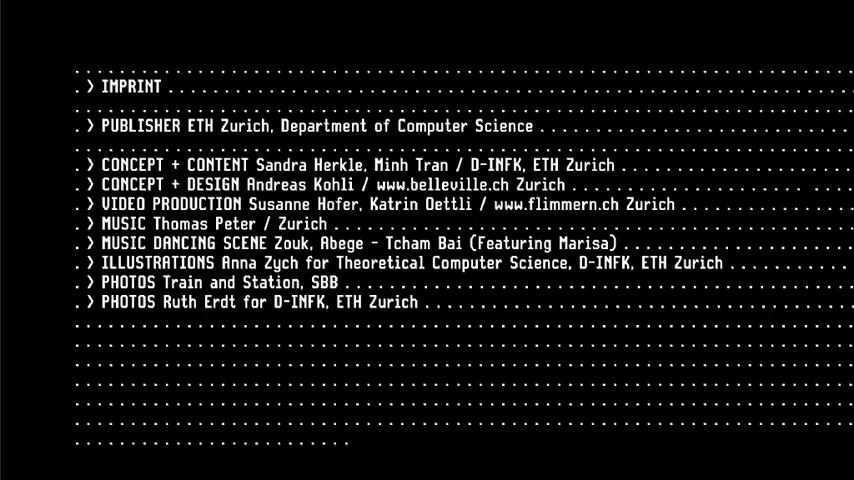 . > IMPRINT
. > PUBLISHER ETH Zurich, Department of Computer Science
. > CONCEPT + CONTENT Sandra Herkle, Minh Tran / D-INFK, ETH Zurich
. > CONCEPT + DESIGN Andreas Kohli / www.belleville.ch Zurich
. > VIDEO PRODUCTION Susanne Hofer, Katrin Oettli / www.flimmern.ch Zurich
. > MUSIC Thomas Peter / Zurich
. > MUSIC DANCING SCENE Zouk, Abege - Tcham Bai (Featuring Marisa)
. > ILLUSTRATIONS Anna Zych for Theoretical Computer Science, D-INFK, ETH Zurich
. > PHOTOS Train and Station, SBB
. > PHOTOS Ruth Erdt for D-INFK, ETH Zurich